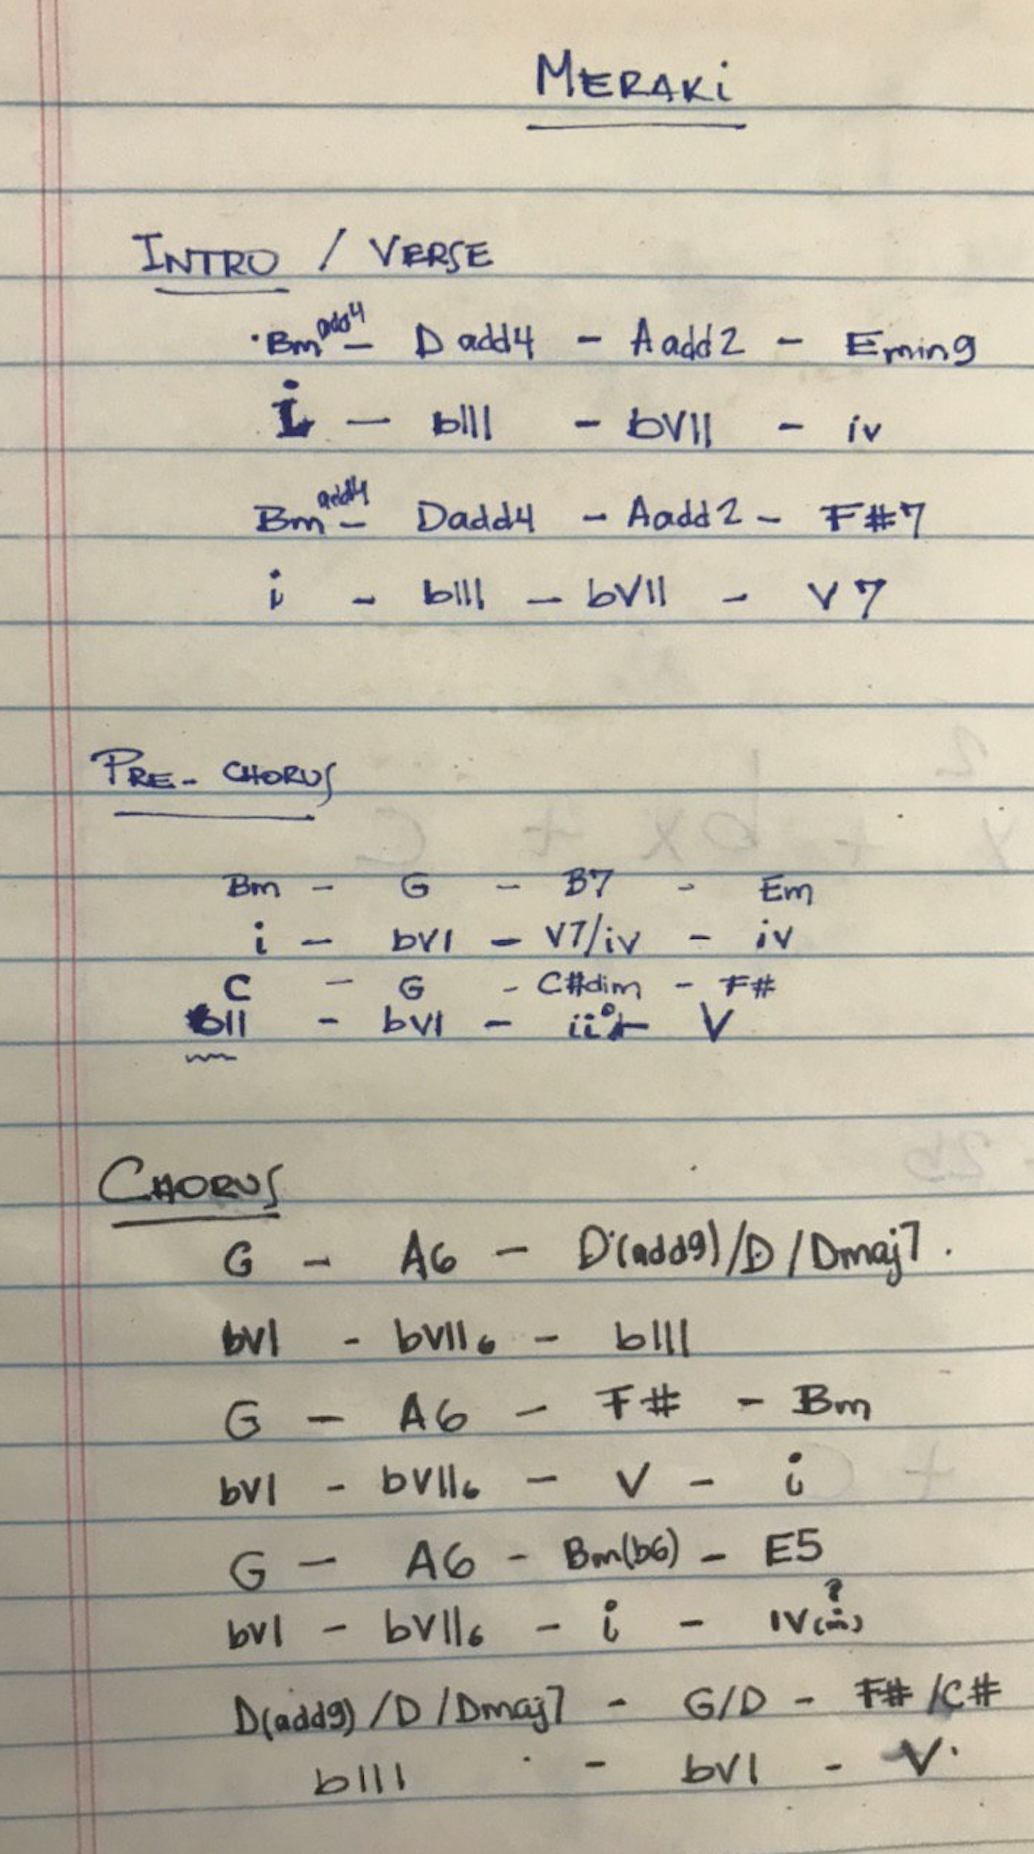 MERAKi
INTRO / VERSE
Bm add4 - D add4 - A add2 - Emin9
i - bIII - bVII - iv
Bm add4 - Dadd4 - Aadd2 - F#7
i - bIII - bVII - V7
PRE-CHORUS
Bm - G - B7 - Em
i - bVI - V7/iv - iv
C - G - C#dim - F#
bII - bVI - ii° - V
CHORUS
G - A6 - D(add9)/D/Dmaj7.
bVI - bVII6 - bIII
G - A6 - F# - Bm
bVI - bVII6 - V - i
G - A6 - Bm(b6) - E5
bVI - bVII6 - i - IV(m)?
D(add9)/D/Dmaj7 - G/D - F#/C#
bIII - bVI - V